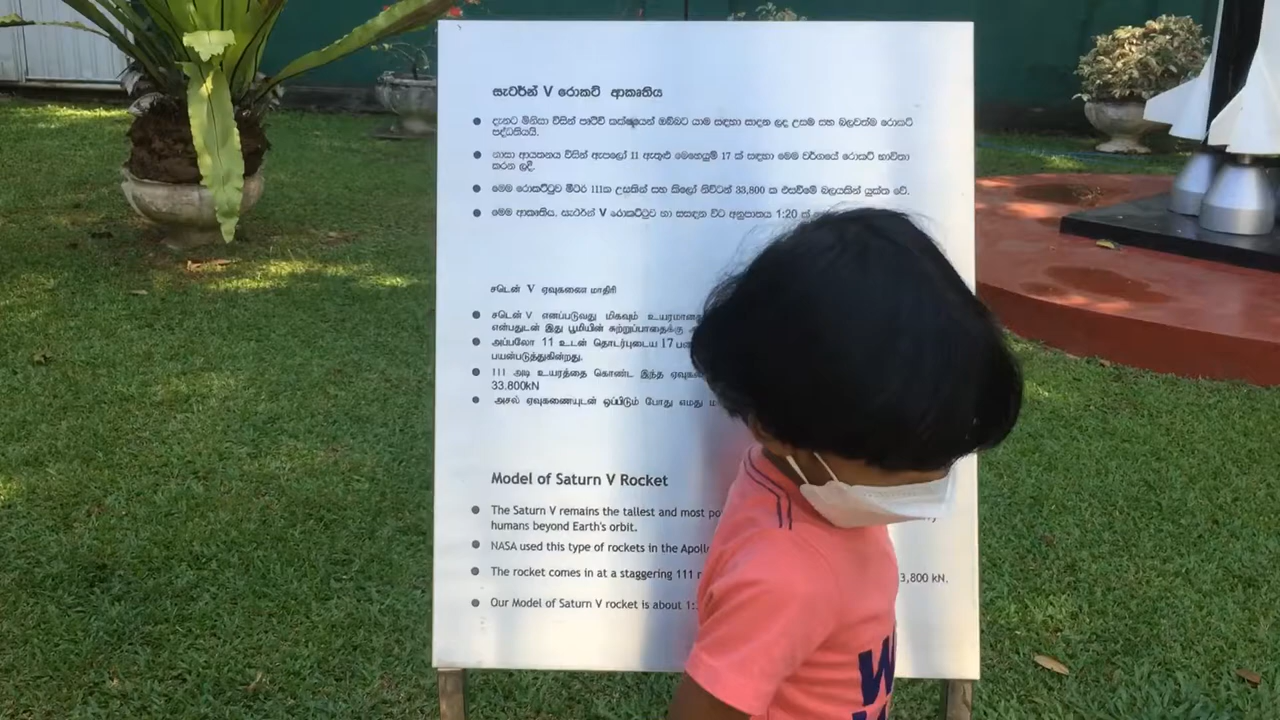 සැටර්න් V රොකට් ආකෘතිය
දැනට මිනිසා විසින් පෘථිවි කක්ෂයෙන් ඔබ්බට යාම සඳහා සාදන ලද උසම සහ බලවත්ම රොකට්
පද්ධතියයි.
නාසා ආයතනය විසින් ඇපලෝ 11 ඇතුළු මෙහෙයුම් 17 ක් සඳහා මෙම වර්ගයේ රොකට් භාවිතා
කරන ලදී.
මෙම රොකට්ටුව මීටර 111ක උසකින් සහ කිලෝ නිව්ටන් 33,800 ක එසවීමේ බලයකින් යුක්ත වේ.
මෙම ආකෘතිය, සැටර්න් V රොකට්ටුව හා සසඳන විට අනුපාතය 1:20 ක්
சடென் V ஏவுகணை மாதிரி
சடென் V எனப்படுவது மிகவும் உயரமானது
என்பதுடன் இது பூமியின் சுற்றுப்பாதைக்கு
அப்பலோ 11 உடன் தொடர்புடைய 17
பயன்படுத்துகின்றது.
111 அடி உயரத்தை கொண்ட இந்த
33.800kN
அசல் ஏவுகணையுடன் ஒப்பிடும் போது எமது
Model of Saturn V Rocket
The Saturn V remains the tallest and most
humans beyond Earth's orbit.
NASA used this type of rockets in the
The rocket comes in at a staggering 111 3,800 kN.
Our Model of Saturn V rocket is about 1:
W